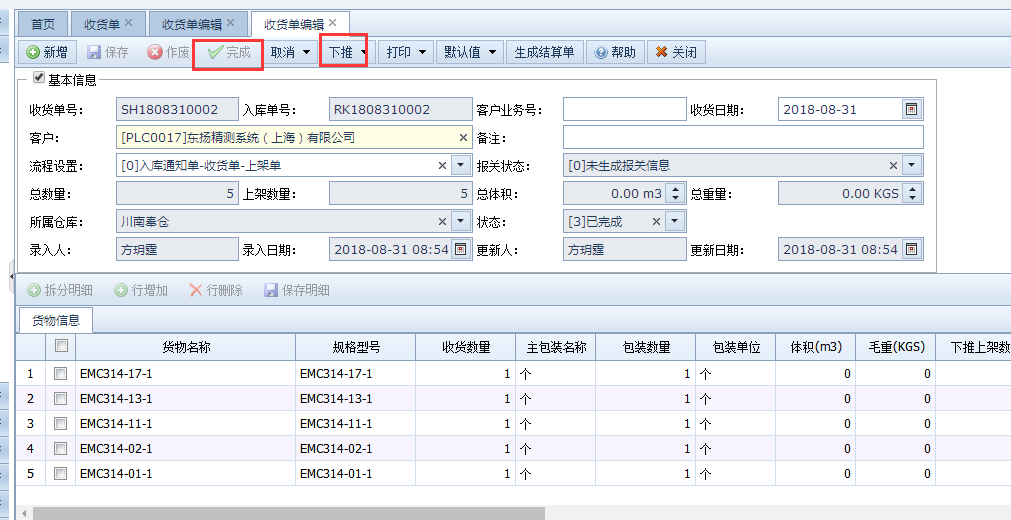 首页 收货单 收货单编辑 收货单编辑
新增 保存 作废 完成 取消 下推 打印 默认值 生成结算单 帮助 关闭
基本信息
收货单号： SH1808310002 入库单号： RK1808310002 客户业务号： 收货日期： 2018-08-31
客户： [PLC0017]东扬精测系统（上海）有限公司 备注：
流程设置： [0]入库通知单-收货单-上架单 报关状态： [0]未生成报关信息
总数量： 5 上架数量： 5 总体积： 0.00 m3 总重量： 0.00 KGS
所属仓库： 川南奉仓 状态： [3]已完成
录入人： 方玥霆 录入日期： 2018-08-31 08:54 更新人： 方玥霆 更新日期： 2018-08-31 08:54
拆分明细 行增加 行删除 保存明细
货物信息
货物名称 规格型号 收货数量 主包装名称 包装数量 包装单位 体积(m3) 毛重(KGS) 下推上架数
1 EMC314-17-1 EMC314-17-1 1 个 1 个 0 0
2 EMC314-13-1 EMC314-13-1 1 个 1 个 0 0
3 EMC314-11-1 EMC314-11-1 1 个 1 个 0 0
4 EMC314-02-1 EMC314-02-1 1 个 1 个 0 0
5 EMC314-01-1 EMC314-01-1 1 个 1 个 0 0